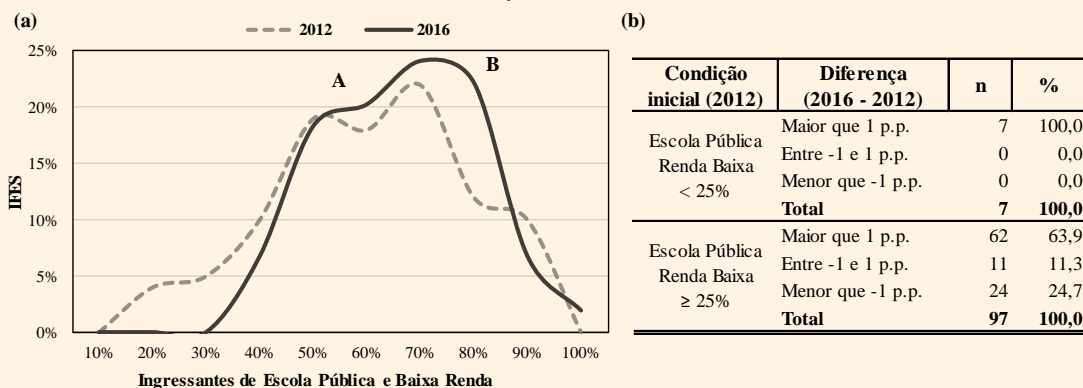 (a)
2012 2016
25%
20%
15%
10%
5%
0%
IFES
A
B
10% 20% 30% 40% 50% 60% 70% 80% 90% 100%
Ingressantes de Escola Pública e Baixa Renda
(b)
Condição inicial (2012) Diferença (2016 - 2012) n %
Escola Pública Renda Baixa < 25%
Maior que 1 p.p. 7 100,0
Entre -1 e 1 p.p. 0 0,0
Menor que -1 p.p. 0 0,0
Total 7 100,0
Escola Pública Renda Baixa ≥ 25%
Maior que 1 p.p. 62 63,9
Entre -1 e 1 p.p. 11 11,3
Menor que -1 p.p. 24 24,7
Total 97 100,0